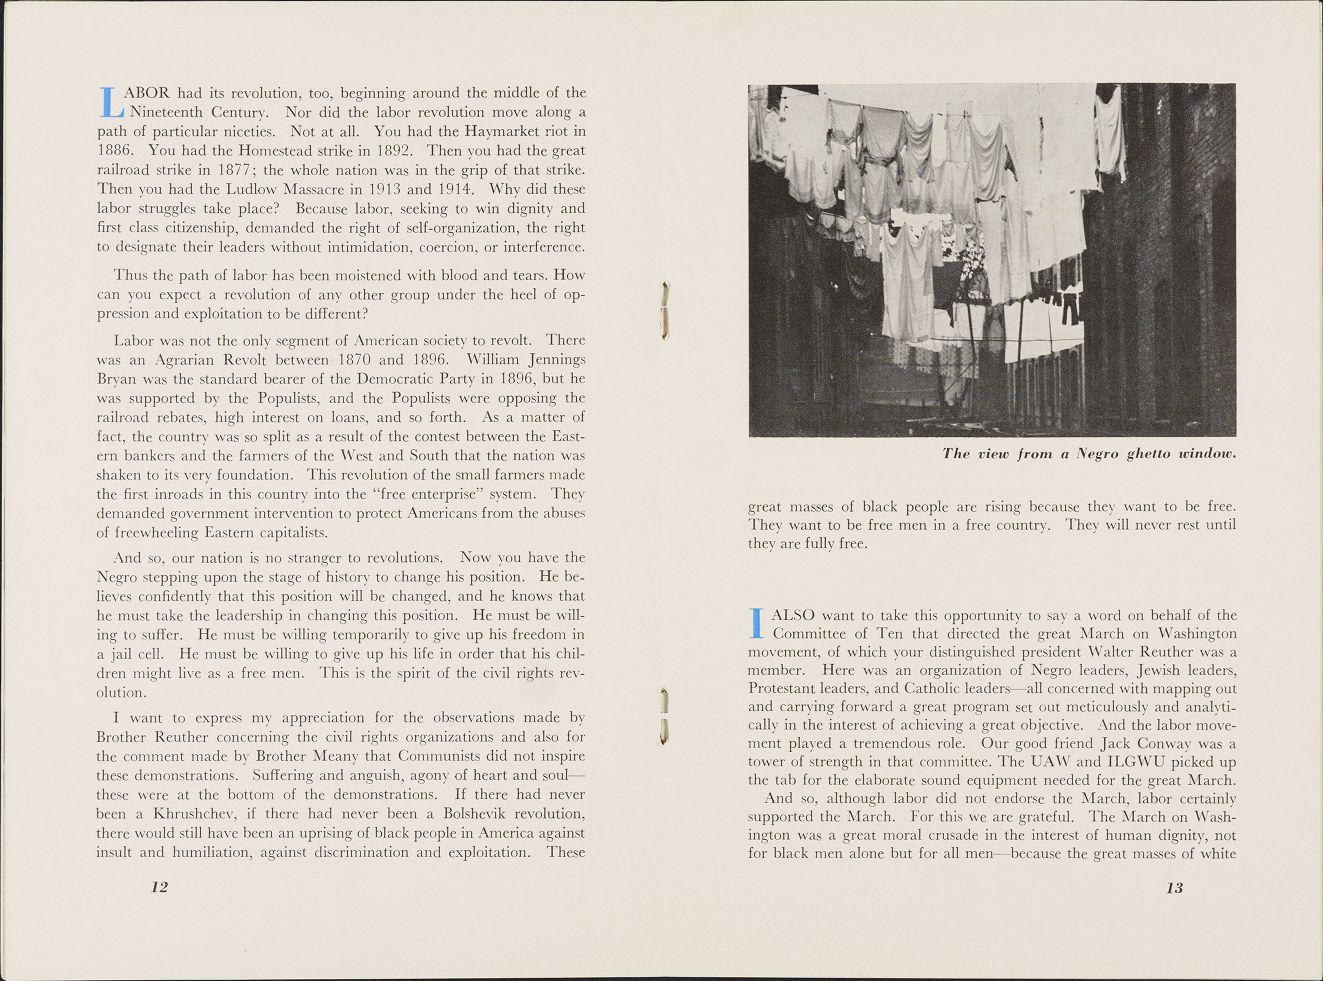 LABOR had its revolution, too, beginning around the middle of the
Nineteenth Century. Nor did the labor revolution move along a
path of particular niceties. Not at all. You had the Haymarket riot in
1886. You had the Homestead strike in 1892. Then you had the great
railroad strike in 1877; the whole nation was in the grip of that strike.
Then you had the Ludlow Massacre in 1913 and 1914. Why did these
labor struggles take place? Because labor, seeking to win dignity and
first class citizenship, demanded the right of self-organization, the right
to designate their leaders without intimidation, coercion, or interference.
Thus the path of labor has been moistened with blood and tears. How
can you expect a revolution of any other group under the heel of op-
pression and exploitation to be different?
Labor was not the only segment of American society to revolt. There
was an Agrarian Revolt between 1870 and 1896. William Jennings
Bryan was the standard bearer of the Democratic Party in 1896, but he
was supported by the Populists, and the Populists were opposing the
railroad rebates, high interest on loans, and so forth. As a matter of
fact, the country was so split as a result of the contest between the East-
ern bankers and the farmers of the West and South that the nation was
shaken to its very foundation. This revolution of the small farmers made
the first inroads in this country into the “free enterprise” system. They
demanded government intervention to protect Americans from the abuses
of freewheeling Eastern capitalists.
And so, our nation is no stranger to revolutions. Now you have the
Negro stepping upon the stage of history to change his position. He be-
lieves confidently that this position will be changed, and he knows that
he must take the leadership in changing this position. He must be will-
ing to suffer. He must be willing temporarily to give up his freedom in
a jail cell. He must be willing to give up his life in order that his chil-
dren might live as a free men. This is the spirit of the civil rights rev-
olution.
I want to express my appreciation for the observations made by
Brother Reuther concerning the civil rights organizations and also for
the comment made by Brother Meany that Communists did not inspire
these demonstrations. Suffering and anguish, agony of heart and soul—
these were at the bottom of the demonstrations. If there had never
been a Khrushchev, if there had never been a Bolshevik revolution,
there would still have been an uprising of black people in America against
insult and humiliation, against discrimination and exploitation. These
12
The view from a Negro ghetto window.
great masses of black people are rising because they want to be free.
They want to be free men in a free country. They will never rest until
they are fully free.
I ALSO want to take this opportunity to say a word on behalf of the
Committee of Ten that directed the great March on Washington
movement, of which your distinguished president Walter Reuther was a
member. Here was an organization of Negro leaders, Jewish leaders,
Protestant leaders, and Catholic leaders—all concerned with mapping out
and carrying forward a great program set out meticulously and analyti-
cally in the interest of achieving a great objective. And the labor move-
ment played a tremendous role. Our good friend Jack Conway was a
tower of strength in that committee. The UAW and ILGWU picked up
the tab for the elaborate sound equipment needed for the great March.
And so, although labor did not endorse the March, labor certainly
supported the March. For this we are grateful. The March on Wash-
ington was a great moral crusade in the interest of human dignity, not
for black men alone but for all men—because the great masses of white
13